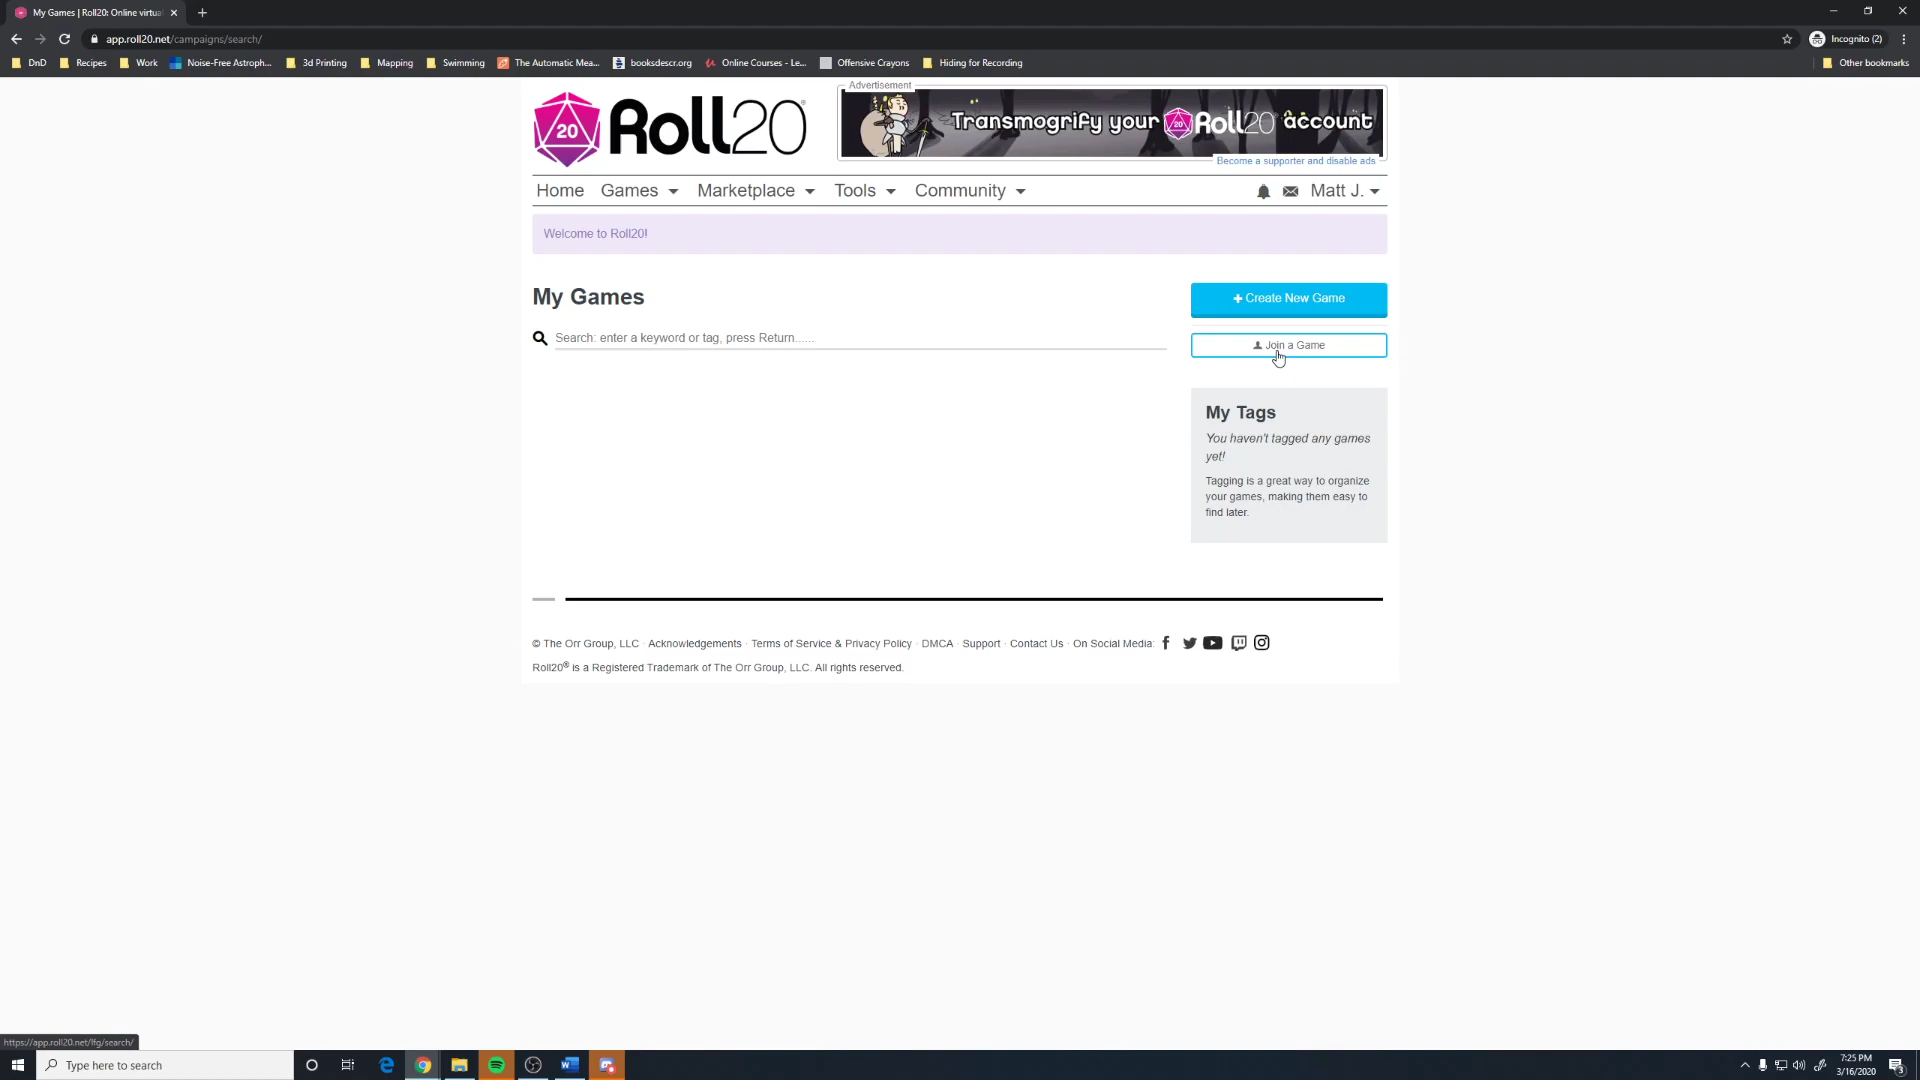 My Games | Roll20: Online virtua
app.roll20.net/campaigns/search/
Incognito (2)
DnD
Recipes
Work
Noise-Free Astroph...
3d Printing
Mapping
Swimming
The Automatic Mea...
booksdescr.org
Online Courses - Le...
Offensive Crayons
Hiding for Recording
Other bookmarks
20 Roll20®
Advertisement
Transmogrify your 20 Roll20 account
Become a supporter and disable ads
Home Games Marketplace Tools Community Matt J.
Welcome to Roll20!
My Games
Search: enter a keyword or tag, press Return......
+ Create New Game
Join a Game
My Tags
You haven't tagged any games
yet!
Tagging is a great way to organize
your games, making them easy to
find later.
© The Orr Group, LLC · Acknowledgements · Terms of Service & Privacy Policy · DMCA · Support · Contact Us · On Social Media:
Roll20® is a Registered Trademark of The Orr Group, LLC. All rights reserved.
https://app.roll20.net/lfg/search/
Type here to search
7:25 PM
3/16/2020
3